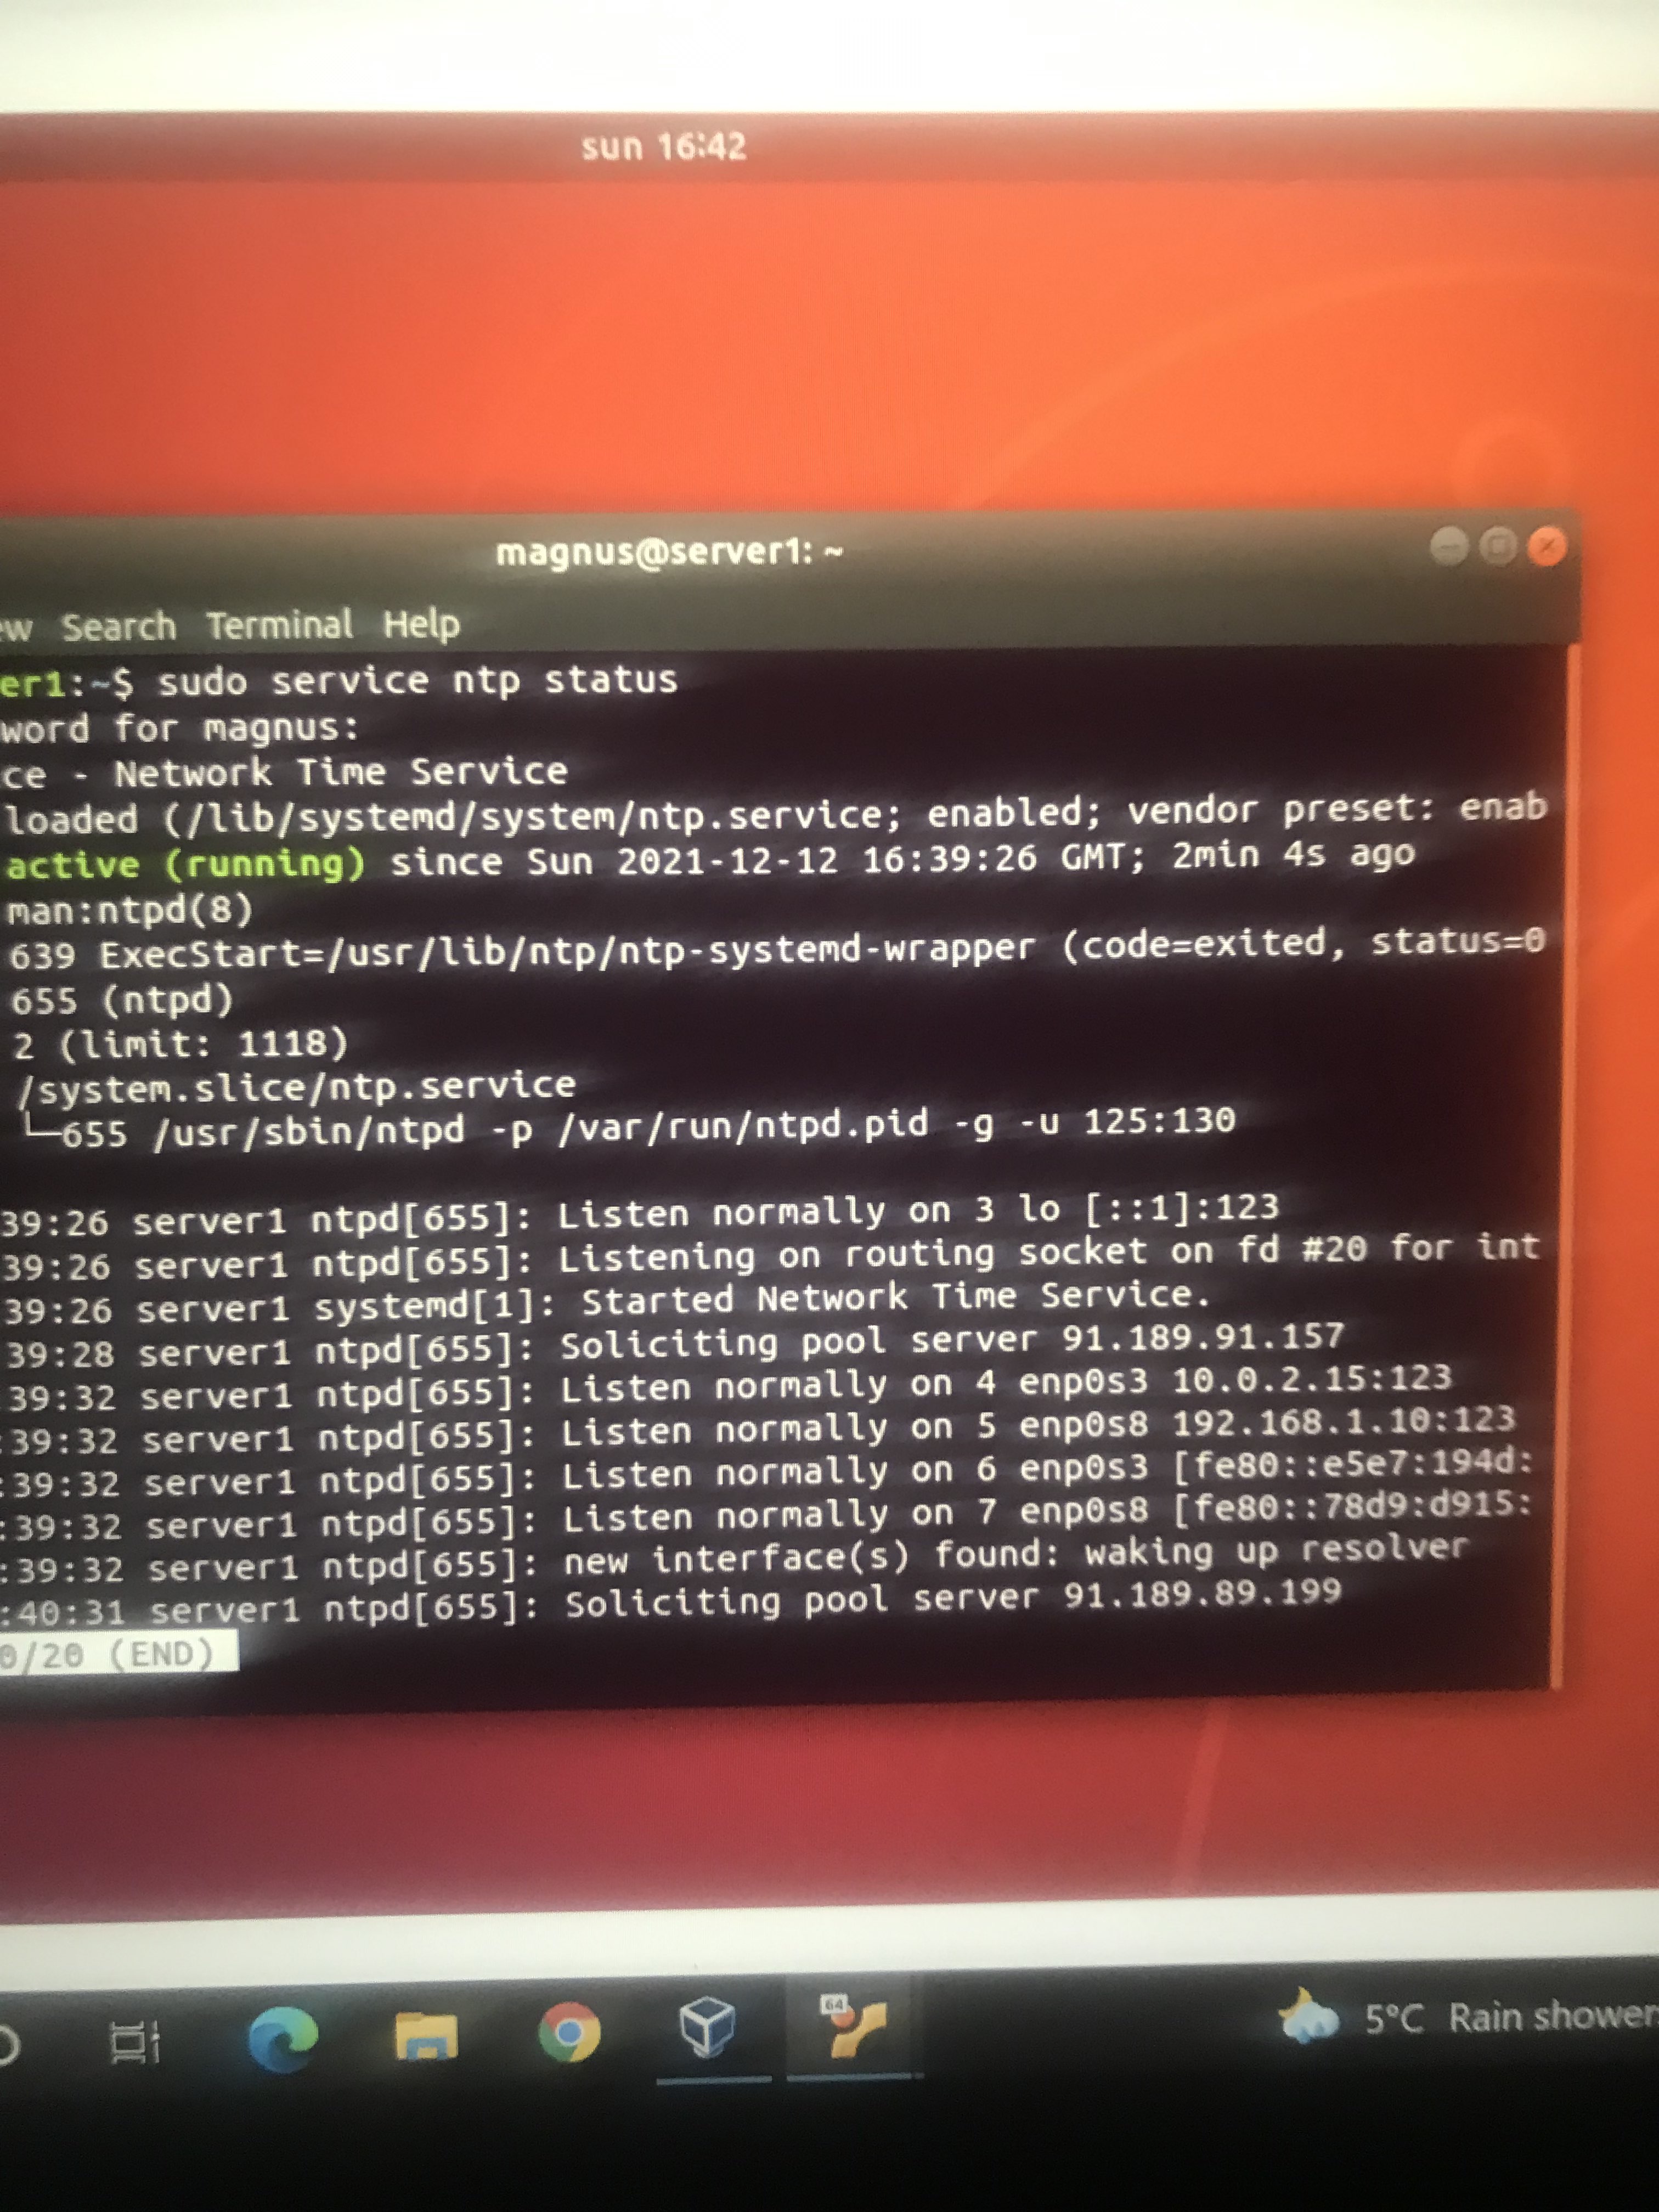 sun 16:42
magnus@server1: ~
ew Search Terminal Help
er1:~$ sudo service ntp status
word for magnus:
ce - Network Time Service
loaded (/lib/systemd/system/ntp.service; enabled; vendor preset: enab
active (running) since Sun 2021-12-12 16:39:26 GMT; 2min 4s ago
man:ntpd(8)
639 ExecStart=/usr/lib/ntp/ntp-systemd-wrapper (code=exited, status=0
655 (ntpd)
2 (limit: 1118)
/system.slice/ntp.service
└─655 /usr/sbin/ntpd -p /var/run/ntpd.pid -g -u 125:130
39:26 server1 ntpd[655]: Listen normally on 3 lo [::1]:123
39:26 server1 ntpd[655]: Listening on routing socket on fd #20 for int
39:26 server1 systemd[1]: Started Network Time Service.
39:28 server1 ntpd[655]: Soliciting pool server 91.189.91.157
39:32 server1 ntpd[655]: Listen normally on 4 enp0s3 10.0.2.15:123
:39:32 server1 ntpd[655]: Listen normally on 5 enp0s8 192.168.1.10:123
:39:32 server1 ntpd[655]: Listen normally on 6 enp0s3 [fe80::e5e7:194d:
:39:32 server1 ntpd[655]: Listen normally on 7 enp0s8 [fe80::78d9:d915:
:39:32 server1 ntpd[655]: new interface(s) found: waking up resolver
:40:31 server1 ntpd[655]: Soliciting pool server 91.189.89.199
0/20 (END)
64
5°C Rain shower